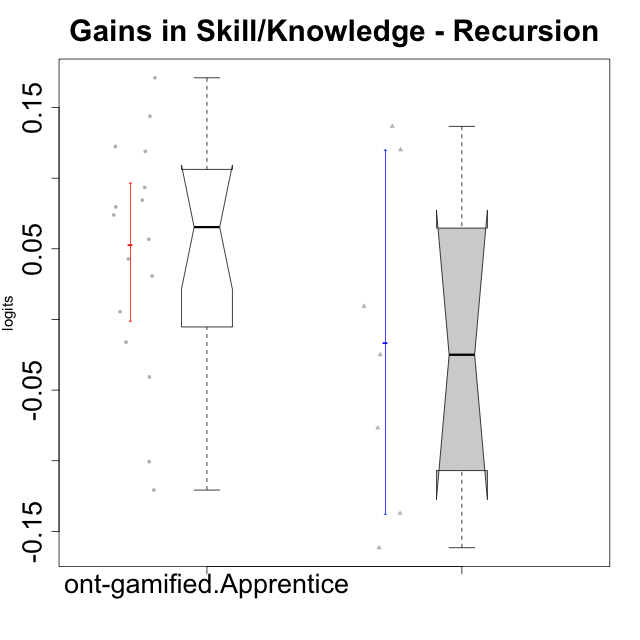 Gains in Skill/Knowledge - Recursion
0.15
0.05
-0.05
-0.15
logits
ont-gamified.Apprentice